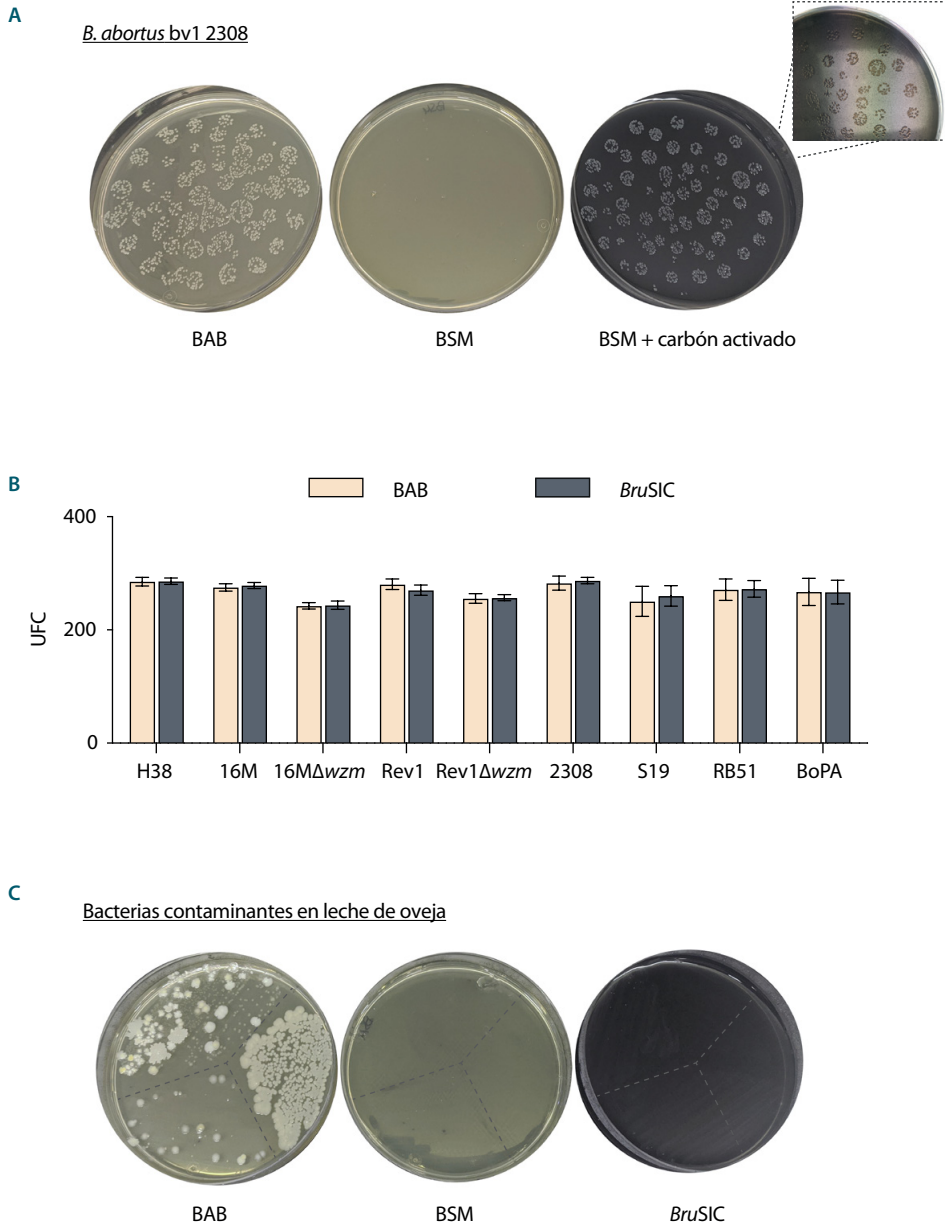 A
B. abortus bv1 2308
BAB BSM BSM + carbón activado
B
BAB BruSIC
400
200
0
UFC
H38 16M 16MΔwzm Rev1 Rev1Δwzm 2308 S19 RB51 BoPA
C
Bacterias contaminantes en leche de oveja
BAB BSM BruSIC